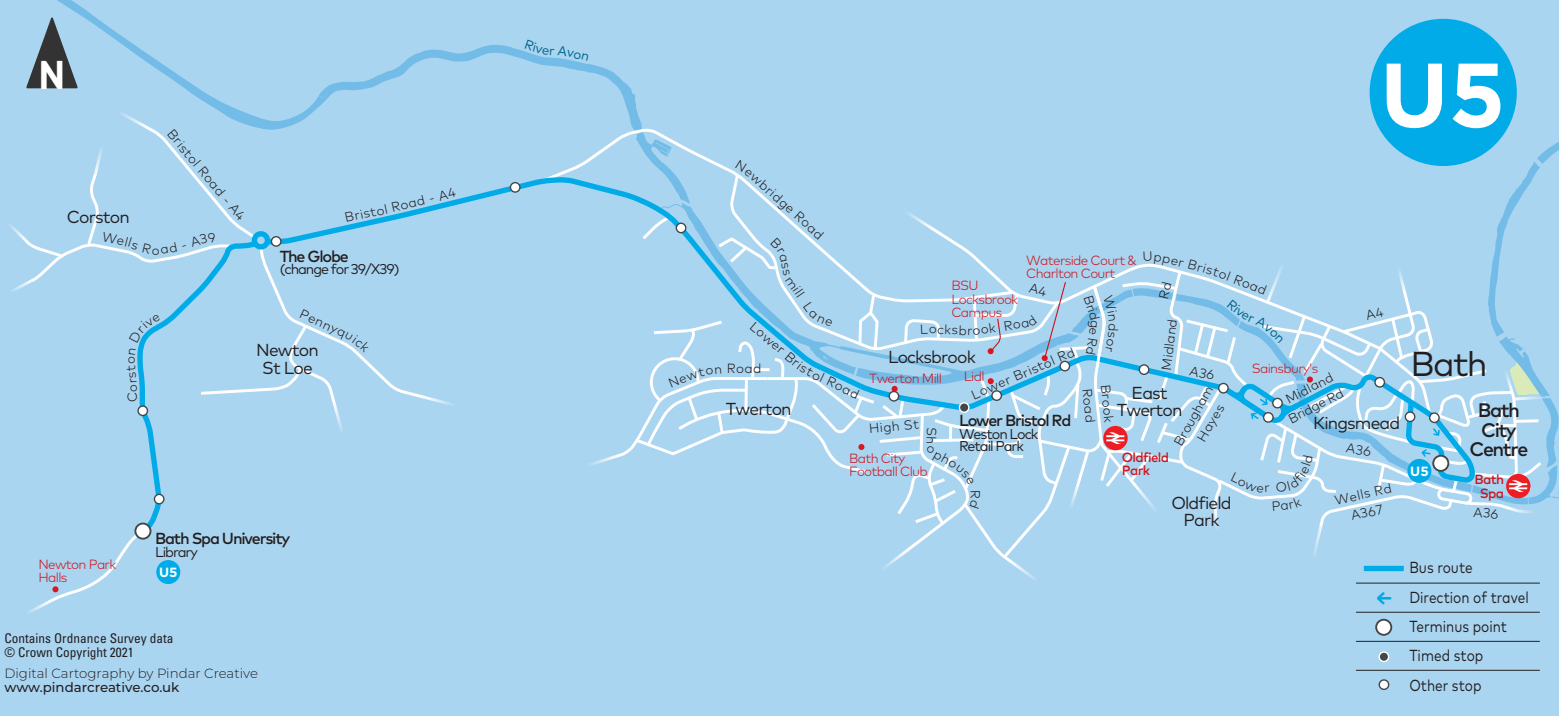 N
River Avon
U5
Bristol Road - A4
Corston
Wells Road - A39
Bristol Road - A4
The Globe
(change for 39/X39)
Newbridge Road
Brassmill Lane
Corston Drive
Pennyquick
Newton
St Loe
Waterside Court &
Charlton Court
Upper Bristol Road
BSU
Locksbrook
Campus
A4
Locksbrook Road
Locksbrook
Windsor
Bridge Rd
Midland
Rd
River Avon
A4
Bath
Lower Bristol Road
Newton Road
Twerton Mill
Lidl
Lower Bristol Rd
A36
Sainsbury's
Midland
Bridge Rd
Twerton
East
Twerton
Brook
Road
Brougham
Hayes
Kingsmead
Bath
City
Centre
High St
Lower Bristol Rd
Weston Lock
Retail Park
Shophouse Rd
Bath City
Football Club
Oldfield
Park
A36
U5
Bath
Spa
Lower Oldfield
Park
Oldfield
Park
Wells Rd
A367
A36
Bath Spa University
Library
U5
Newton Park
Halls
Bus route
Direction of travel
Terminus point
Timed stop
Other stop
Contains Ordnance Survey data
© Crown Copyright 2021
Digital Cartography by Pindar Creative
www.pindarcreative.co.uk